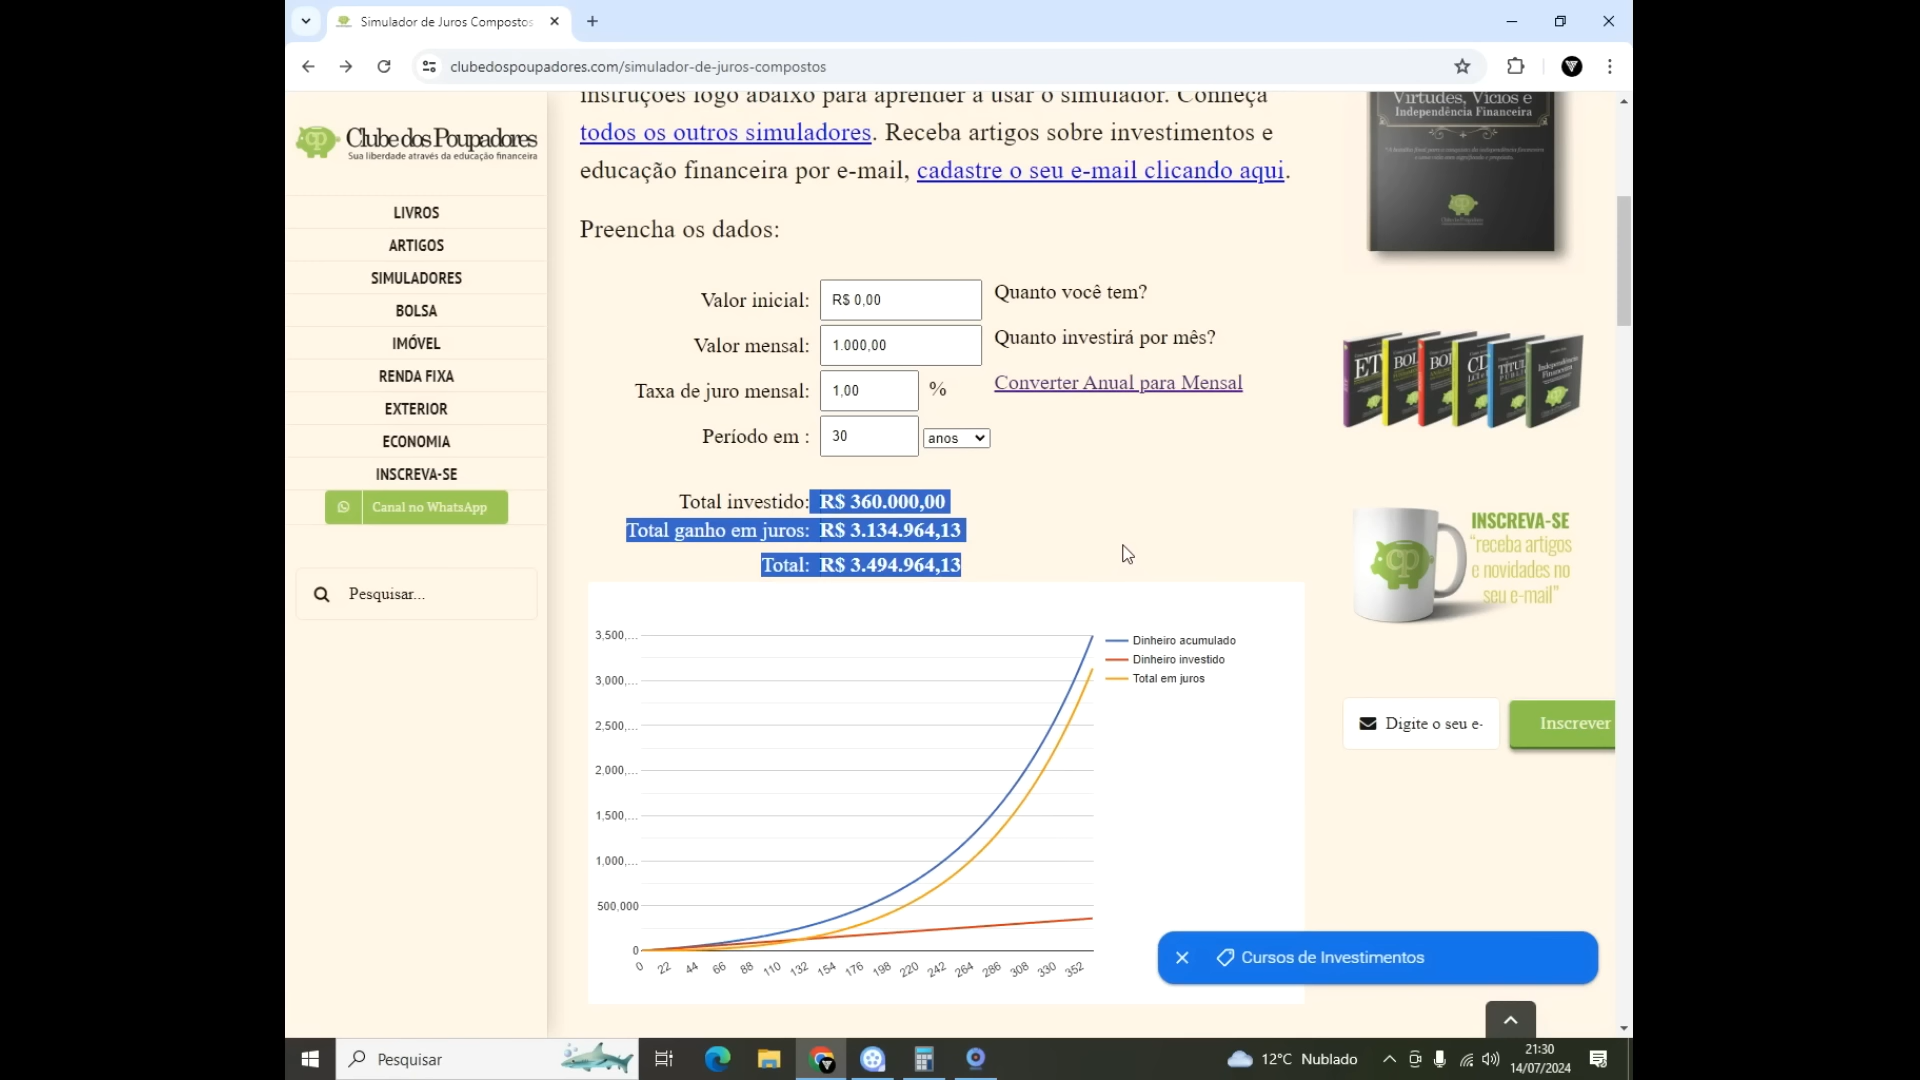 Simulador de Juros Compostos
clubedospoupadores.com/simulador-de-juros-compostos
Clube dos Poupadores
Sua liberdade através da educação financeira
LIVROS
ARTIGOS
SIMULADORES
BOLSA
IMÓVEL
RENDA FIXA
EXTERIOR
ECONOMIA
INSCREVA-SE
Canal no WhatsApp
Pesquisar...
instruções logo abaixo para aprender a usar o simulador. Conheça
todos os outros simuladores. Receba artigos sobre investimentos e
educação financeira por e-mail, cadastre o seu e-mail clicando aqui.
Preencha os dados:
Valor inicial: R$ 0,00 Quanto você tem?
Valor mensal: 1.000,00 Quanto investirá por mês?
Taxa de juro mensal: 1,00 % Converter Anual para Mensal
Período em : 30 anos
Total investido: R$ 360.000,00
Total ganho em juros: R$ 3.134.964,13
Total: R$ 3.494.964,13
3,500,...
3,000,...
2,500,...
2,000,...
1,500,...
1,000,...
500,000
0
0 22 44 66 88 110 132 154 176 198 220 242 264 286 308 330 352
Dinheiro acumulado
Dinheiro investido
Total em juros
Virtudes, Vícios e
Independência Financeira
cp
ET
BOL
BOL
CD
TÍTUL
Independência
Financeira
INSCREVA-SE
"receba artigos
e novidades no
seu e-mail"
Digite o seu e-
Inscrever
Cursos de Investimentos
Pesquisar
12°C Nublado
21:30
14/07/2024